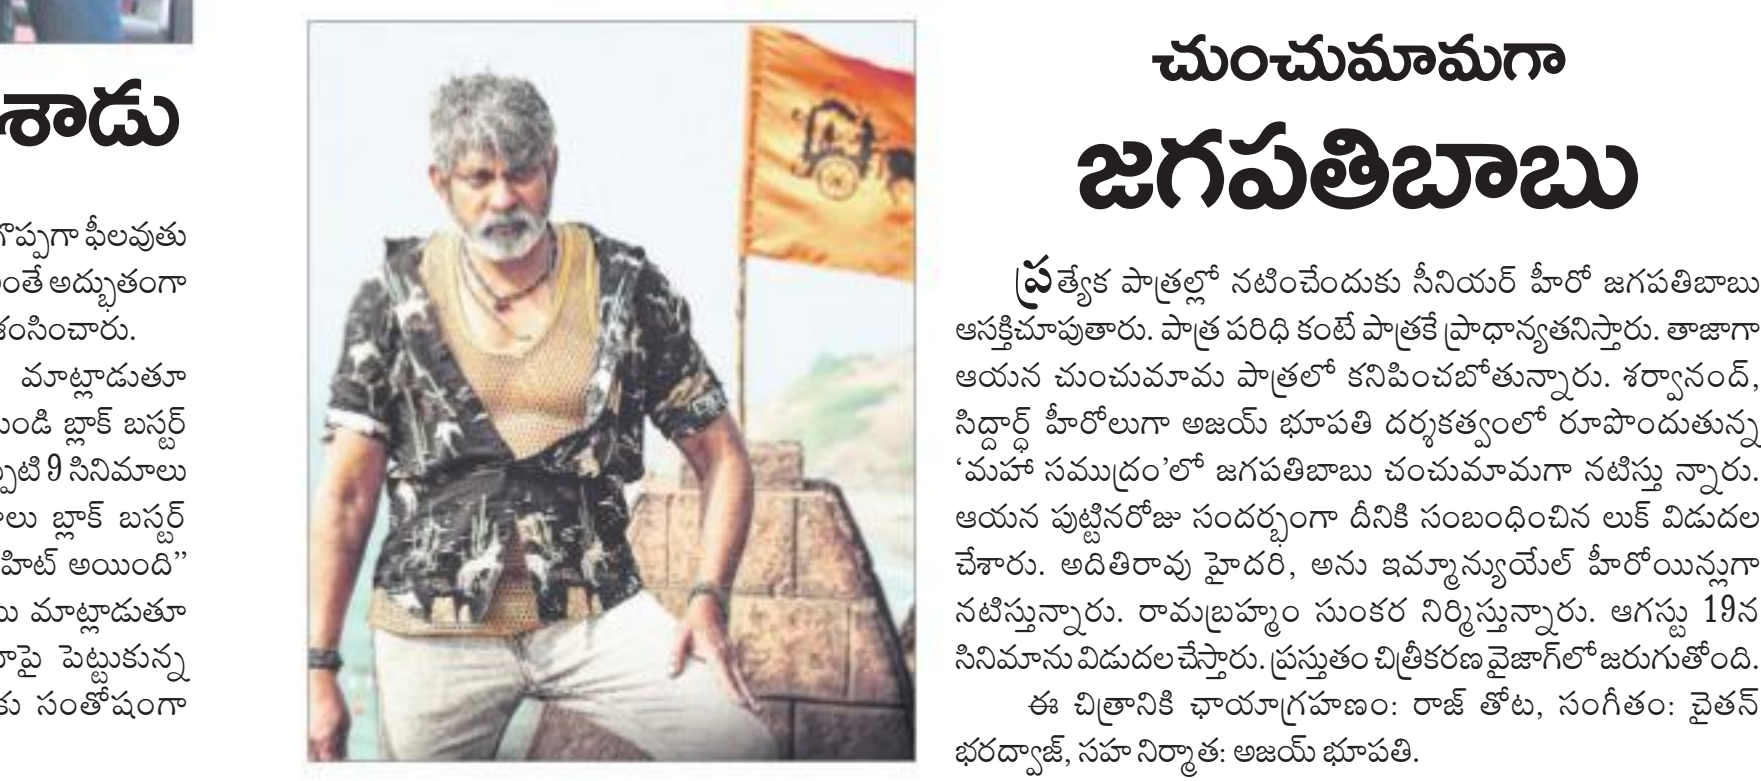 శాడు
గొప్పగా ఫీలవుతు
అద్భుతంగా
మాట్లాడుతూ
బ్లాక్ బస్టర్
9 సినిమాలు
బ్లాక్ బస్టర్
హిట్ అయింది”
మాట్లాడుతూ
పెట్టుకున్న
సంతోషంగా
చుంచుమామగా
జగపతిబాబు
ప్రత్యేక పాత్రల్లో నటించేందుకు సీనియర్ హీరో జగపతిబాబు
ఆసక్తిచూపుతారు. పాత్ర పరిధి కంటే పాత్రకే ప్రాధాన్యతనిస్తారు. తాజాగా
ఆయన చుంచుమామ పాత్రలో కనిపించబోతున్నారు. శర్వానంద్,
సిద్దార్ధ్ హీరోలుగా అజయ్ భూపతి దర్శకత్వంలో రూపొందుతున్న
‘మహా సముద్రం’లో జగపతిబాబు చంచుమామగా నటిస్తు న్నారు.
ఆయన పుట్టినరోజు సందర్భంగా దీనికి సంబంధించిన లుక్ విడుదల
చేశారు. అదితిరావు హైదరి, అను ఇమ్మాన్యుయేల్ హీరోయిన్లుగా
నటిస్తున్నారు. రామబ్రహ్మం సుంకర నిర్మిస్తున్నారు. ఆగస్టు 19న
సినిమాను విడుదల చేస్తారు. ప్రస్తుతం చిత్రీకరణ వైజాగ్‌లో జరుగుతోంది.
ఈ చిత్రానికి ఛాయాగ్రహణం: రాజ్ తోట, సంగీతం: చైతన్
భరద్వాజ్, సహ నిర్మాత: అజయ్ భూపతి.